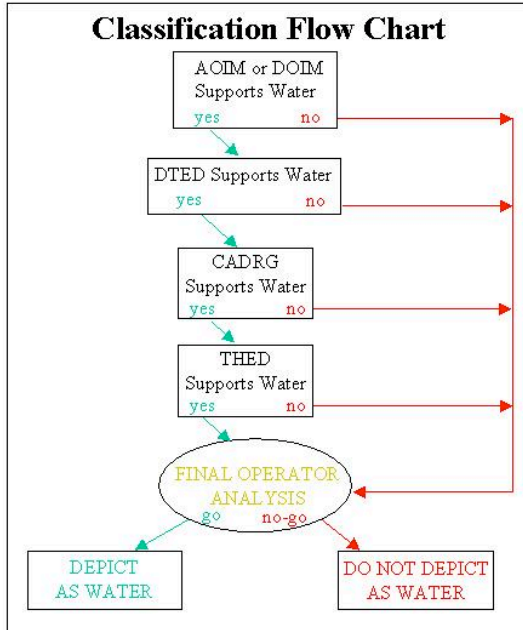 Classification Flow Chart
AOIM or DOIM
Supports Water
yes no
DTED Supports Water
yes no
CADRG
Supports Water
yes no
THED
Supports Water
yes no
FINAL OPERATOR
ANALYSIS
go no-go
DEPICT
AS WATER
DO NOT DEPICT
AS WATER